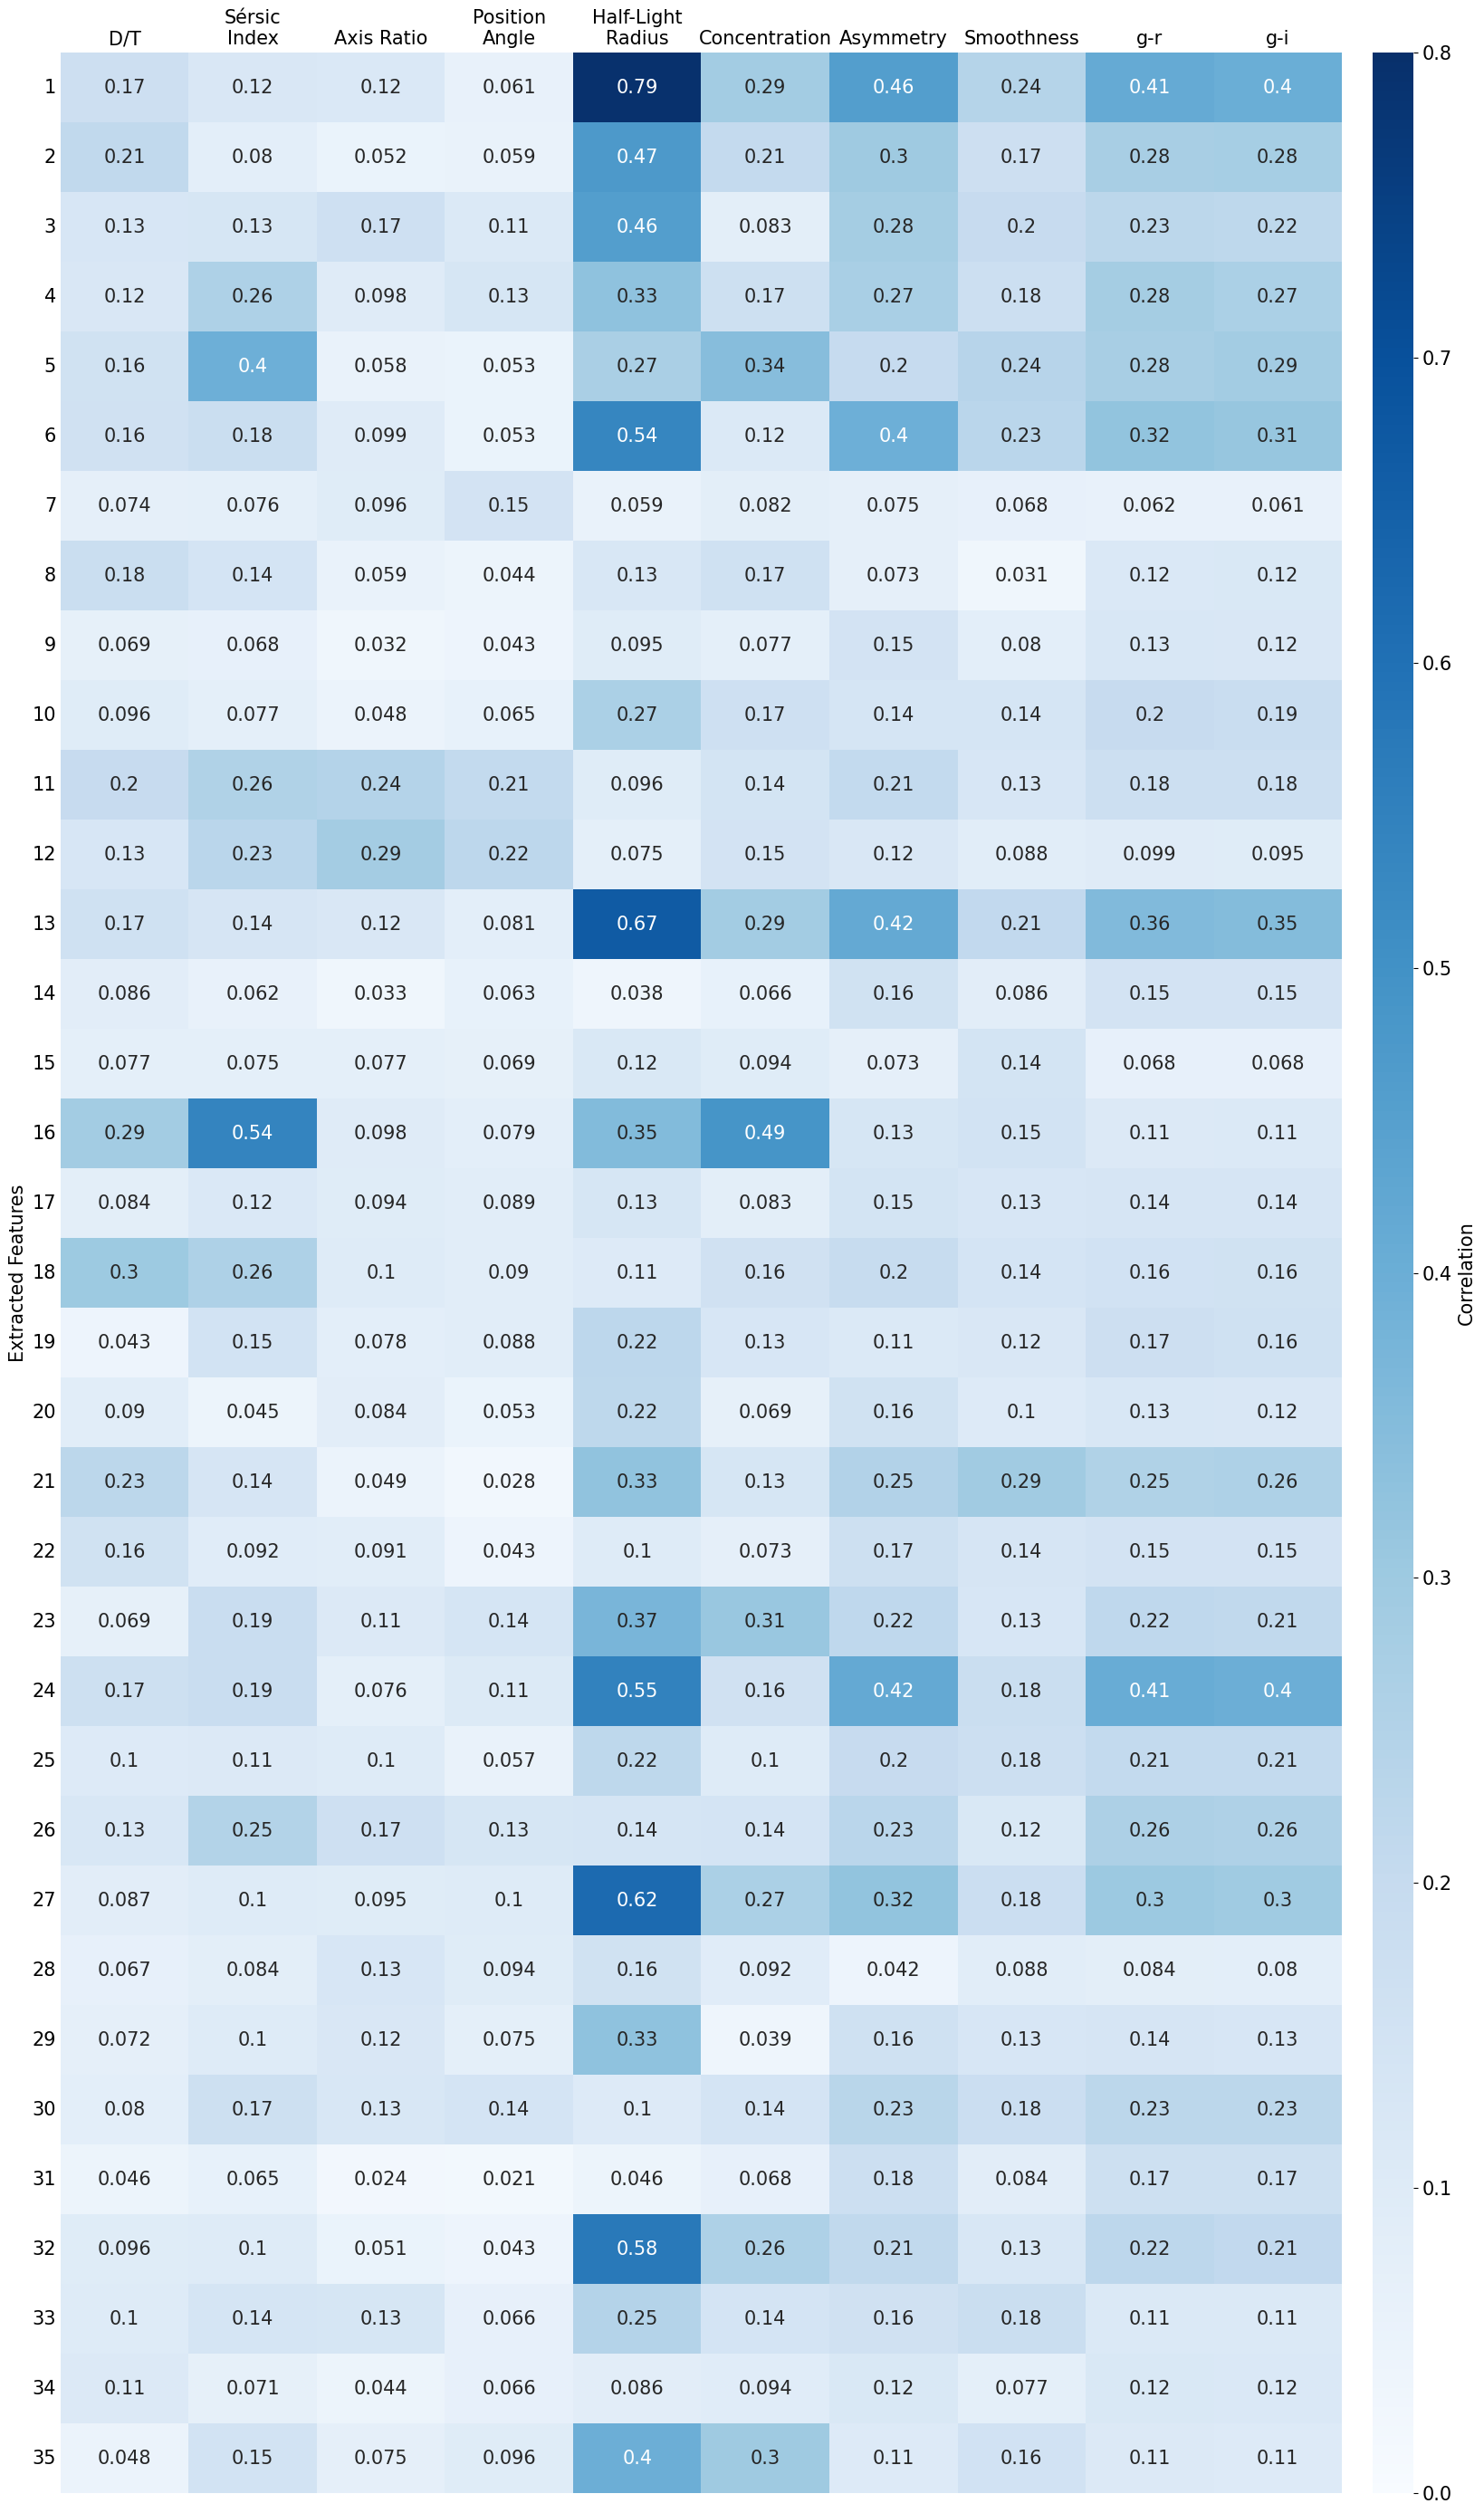 Sérsic Position Half-Light
D/T Index Axis Ratio Angle Radius Concentration Asymmetry Smoothness g-r g-i
1 0.17 0.12 0.12 0.061 0.79 0.29 0.46 0.24 0.41 0.4
2 0.21 0.08 0.052 0.059 0.47 0.21 0.3 0.17 0.28 0.28
3 0.13 0.13 0.17 0.11 0.46 0.083 0.28 0.2 0.23 0.22
4 0.12 0.26 0.098 0.13 0.33 0.17 0.27 0.18 0.28 0.27
5 0.16 0.4 0.058 0.053 0.27 0.34 0.2 0.24 0.28 0.29
6 0.16 0.18 0.099 0.053 0.54 0.12 0.4 0.23 0.32 0.31
7 0.074 0.076 0.096 0.15 0.059 0.082 0.075 0.068 0.062 0.061
8 0.18 0.14 0.059 0.044 0.13 0.17 0.073 0.031 0.12 0.12
9 0.069 0.068 0.032 0.043 0.095 0.077 0.15 0.08 0.13 0.12
10 0.096 0.077 0.048 0.065 0.27 0.17 0.14 0.14 0.2 0.19
11 0.2 0.26 0.24 0.21 0.096 0.14 0.21 0.13 0.18 0.18
12 0.13 0.23 0.29 0.22 0.075 0.15 0.12 0.088 0.099 0.095
13 0.17 0.14 0.12 0.081 0.67 0.29 0.42 0.21 0.36 0.35
14 0.086 0.062 0.033 0.063 0.038 0.066 0.16 0.086 0.15 0.15
15 0.077 0.075 0.077 0.069 0.12 0.094 0.073 0.14 0.068 0.068
16 0.29 0.54 0.098 0.079 0.35 0.49 0.13 0.15 0.11 0.11
17 0.084 0.12 0.094 0.089 0.13 0.083 0.15 0.13 0.14 0.14
18 0.3 0.26 0.1 0.09 0.11 0.16 0.2 0.14 0.16 0.16
19 0.043 0.15 0.078 0.088 0.22 0.13 0.11 0.12 0.17 0.16
20 0.09 0.045 0.084 0.053 0.22 0.069 0.16 0.1 0.13 0.12
21 0.23 0.14 0.049 0.028 0.33 0.13 0.25 0.29 0.25 0.26
22 0.16 0.092 0.091 0.043 0.1 0.073 0.17 0.14 0.15 0.15
23 0.069 0.19 0.11 0.14 0.37 0.31 0.22 0.13 0.22 0.21
24 0.17 0.19 0.076 0.11 0.55 0.16 0.42 0.18 0.41 0.4
25 0.1 0.11 0.1 0.057 0.22 0.1 0.2 0.18 0.21 0.21
26 0.13 0.25 0.17 0.13 0.14 0.14 0.23 0.12 0.26 0.26
27 0.087 0.1 0.095 0.1 0.62 0.27 0.32 0.18 0.3 0.3
28 0.067 0.084 0.13 0.094 0.16 0.092 0.042 0.088 0.084 0.08
29 0.072 0.1 0.12 0.075 0.33 0.039 0.16 0.13 0.14 0.13
30 0.08 0.17 0.13 0.14 0.1 0.14 0.23 0.18 0.23 0.23
31 0.046 0.065 0.024 0.021 0.046 0.068 0.18 0.084 0.17 0.17
32 0.096 0.1 0.051 0.043 0.58 0.26 0.21 0.13 0.22 0.21
33 0.1 0.14 0.13 0.066 0.25 0.14 0.16 0.18 0.11 0.11
34 0.11 0.071 0.044 0.066 0.086 0.094 0.12 0.077 0.12 0.12
35 0.048 0.15 0.075 0.096 0.4 0.3 0.11 0.16 0.11 0.11
Extracted Features
0.8
0.7
0.6
0.5
0.4
0.3
0.2
0.1
0.0
Correlation